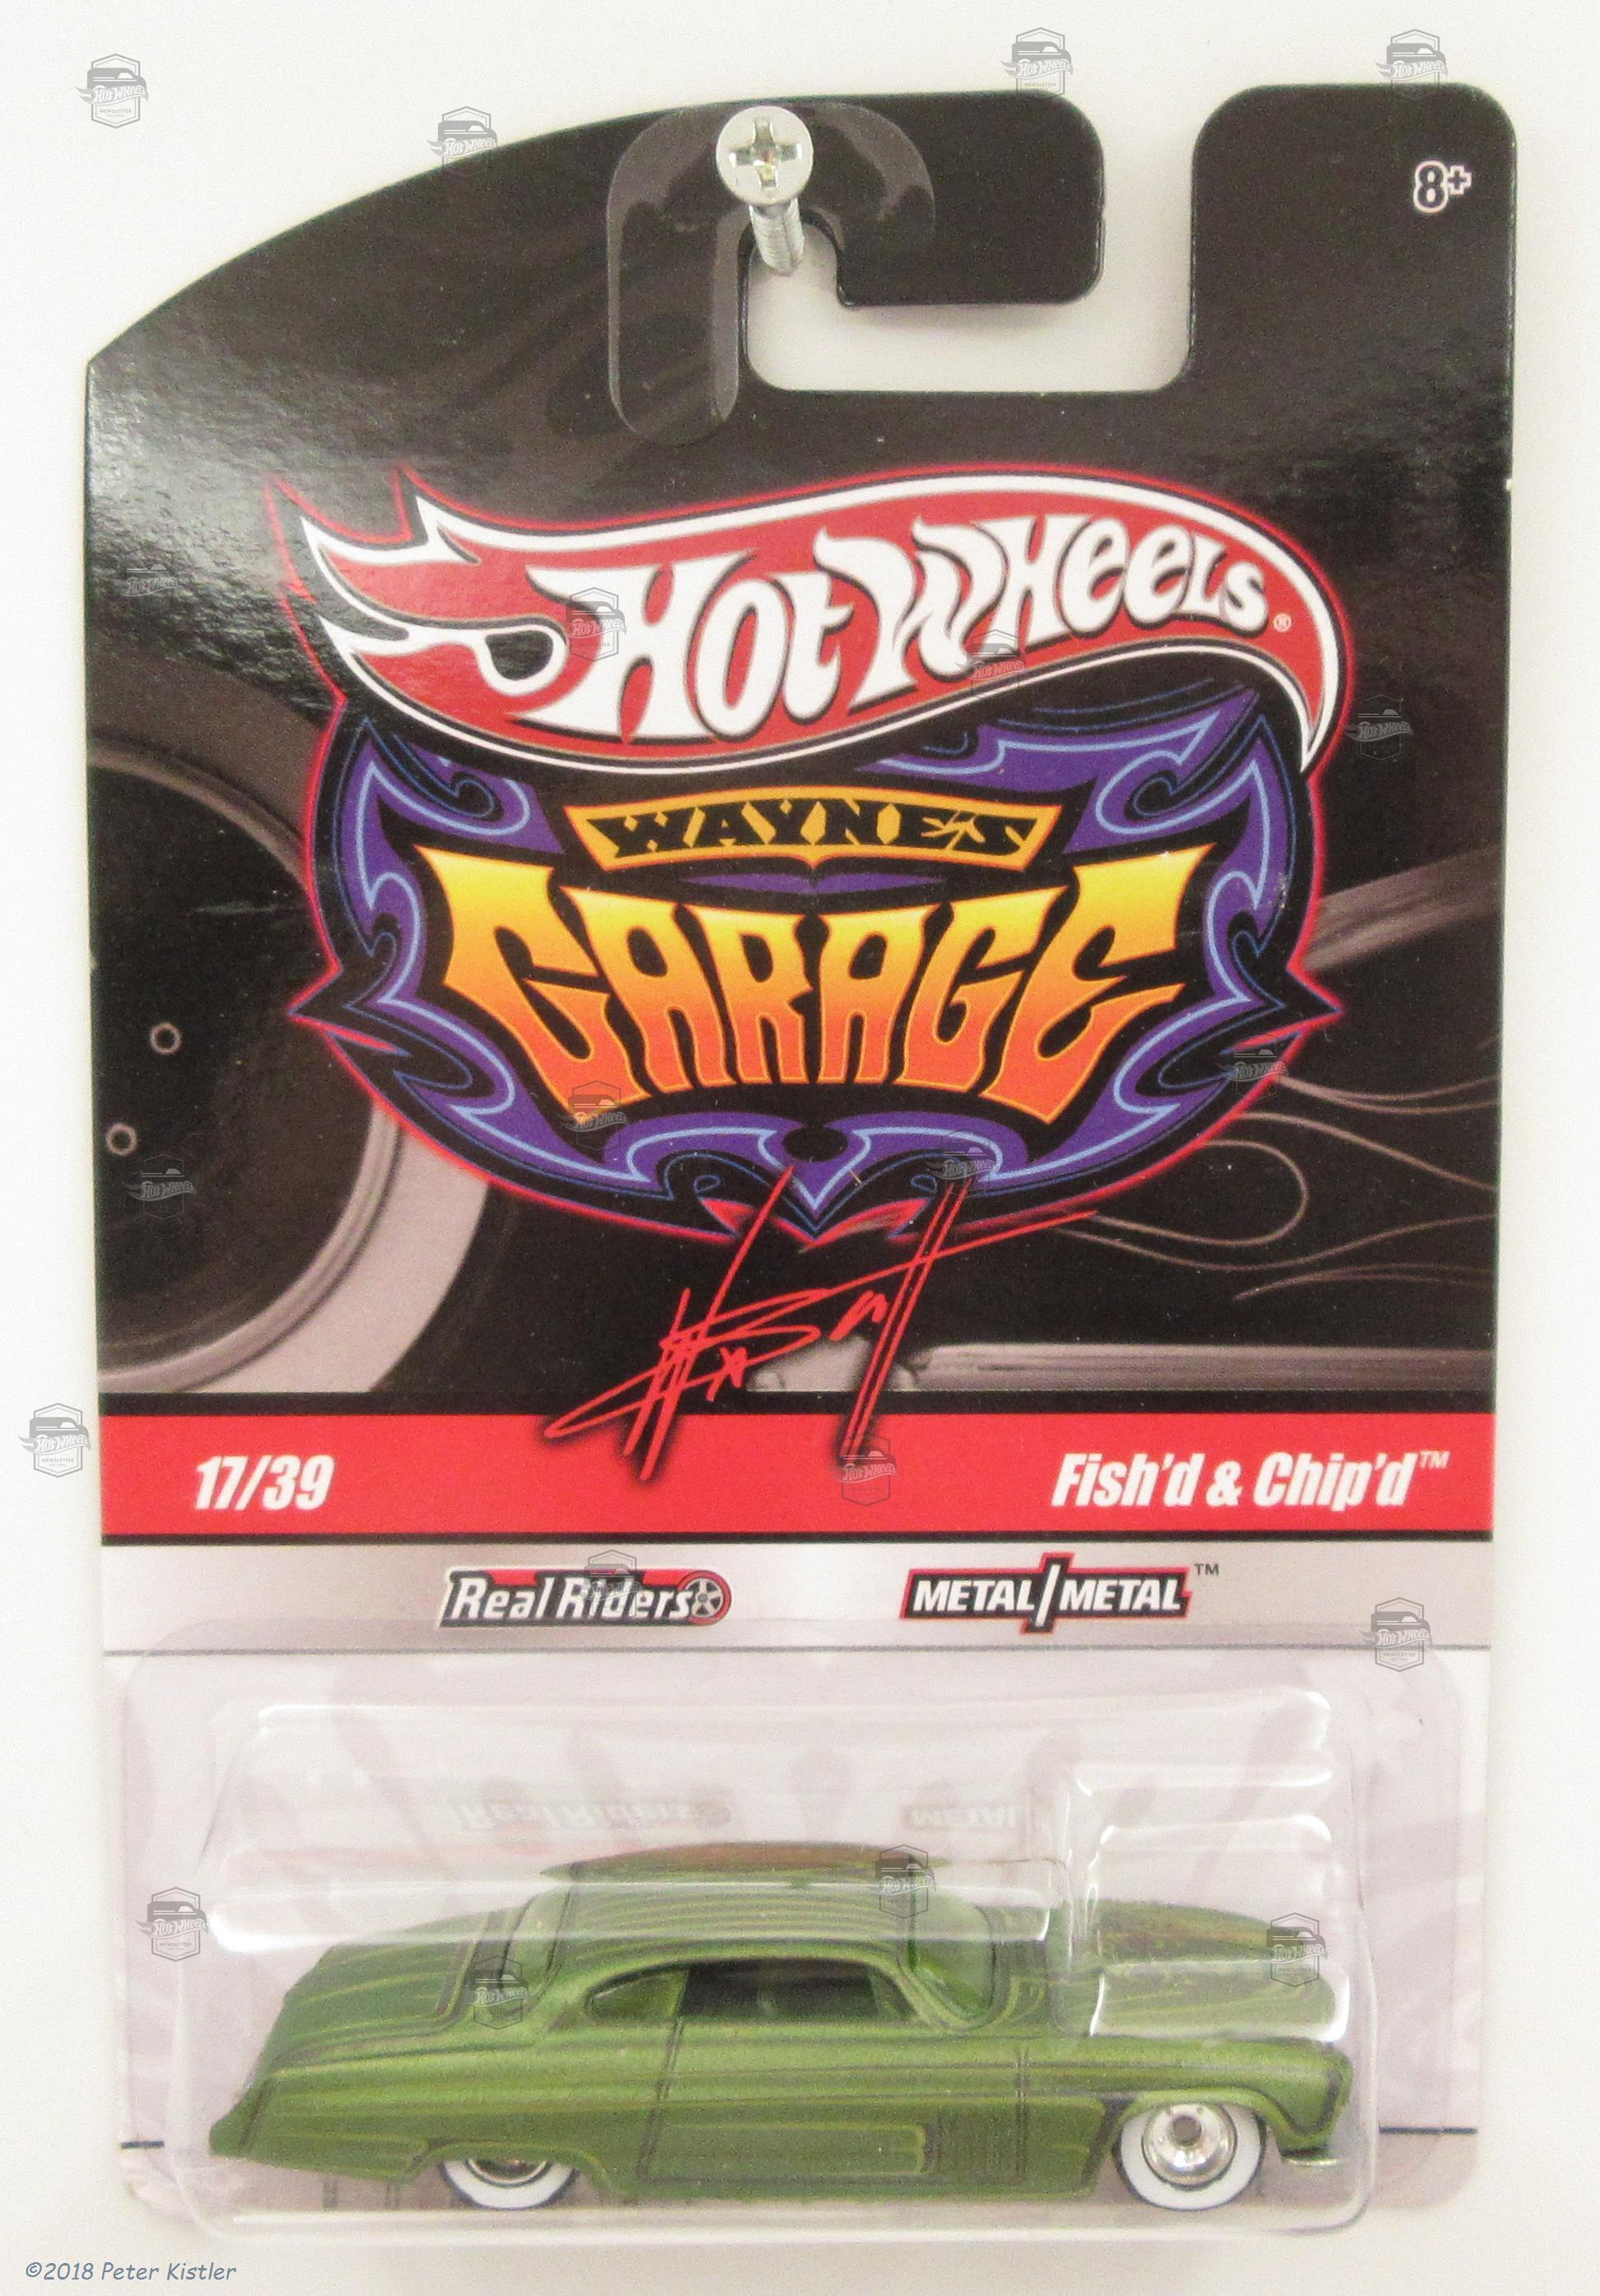 8+
Hot Wheels®
WAYNE'S
GARAGE
17/39
Fish'd & Chip'd™
Real Riders
METAL/METAL™
©2018 Peter Kistler